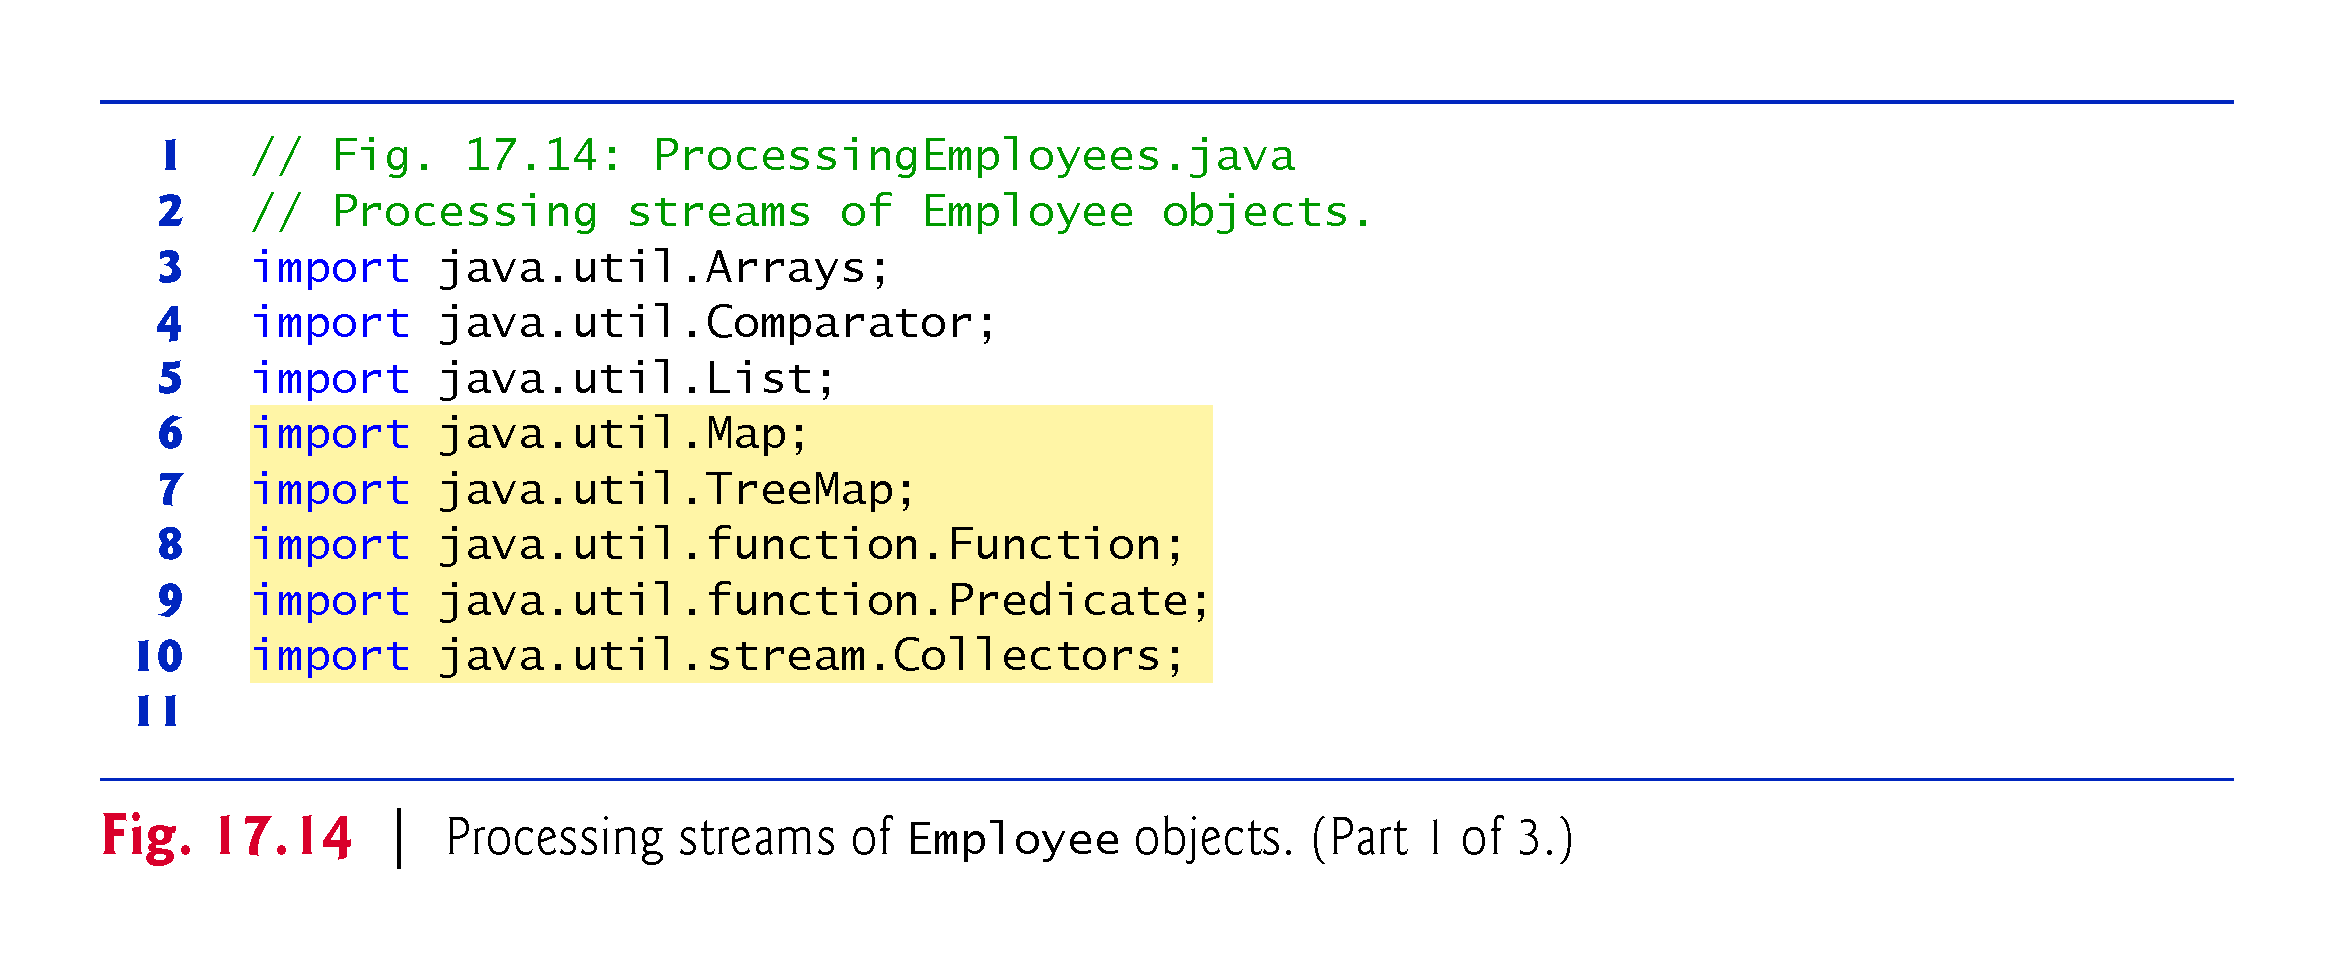 1 // Fig. 17.14: ProcessingEmployees.java
2 // Processing streams of Employee objects.
3 import java.util.Arrays;
4 import java.util.Comparator;
5 import java.util.List;
6 import java.util.Map;
7 import java.util.TreeMap;
8 import java.util.function.Function;
9 import java.util.function.Predicate;
10 import java.util.stream.Collectors;
11
Fig. 17.14 | Processing streams of Employee objects. (Part 1 of 3.)